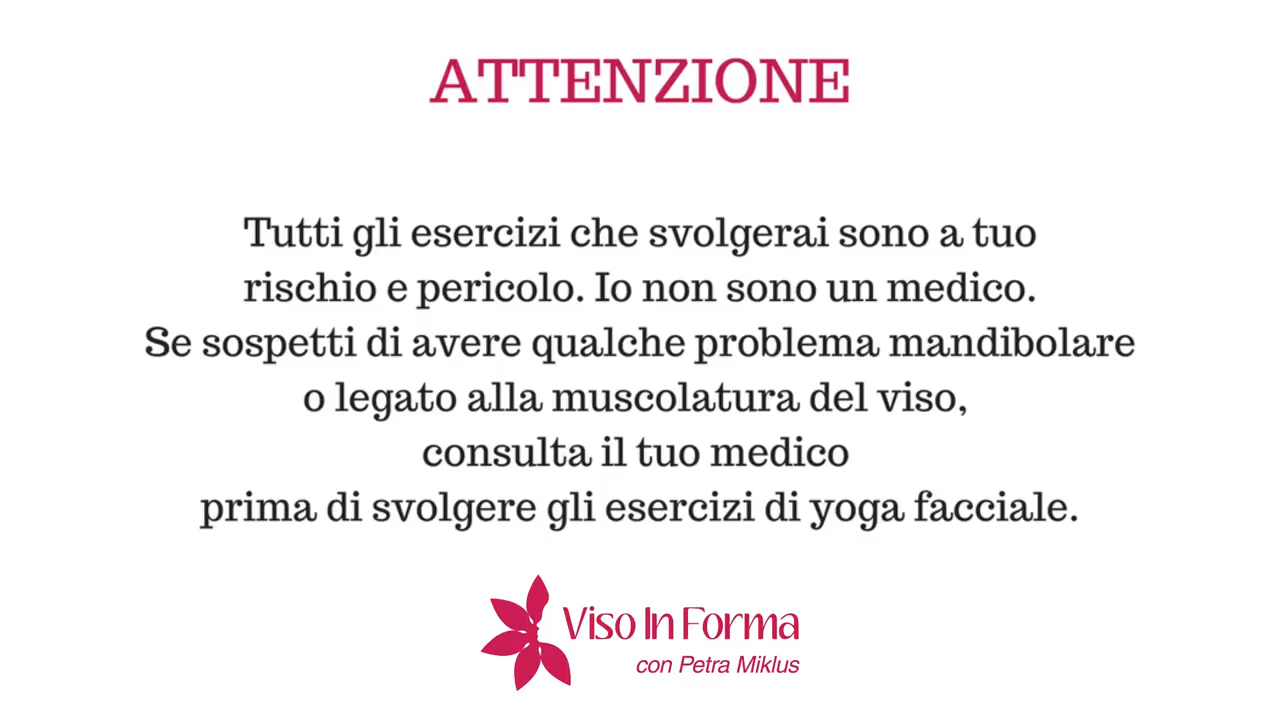 ATTENZIONE
Tutti gli esercizi che svolgerai sono a tuo
rischio e pericolo. Io non sono un medico.
Se sospetti di avere qualche problema mandibolare
o legato alla muscolatura del viso,
consulta il tuo medico
prima di svolgere gli esercizi di yoga facciale.
Viso In Forma
con Petra Miklus